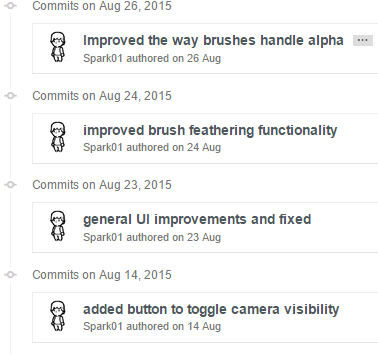 Commits on Aug 26, 2015
Improved the way brushes handle alpha ...
Spark01 authored on 26 Aug
Commits on Aug 24, 2015
improved brush feathering functionality
Spark01 authored on 24 Aug
Commits on Aug 23, 2015
general UI improvements and fixed
Spark01 authored on 23 Aug
Commits on Aug 14, 2015
added button to toggle camera visibility
Spark01 authored on 14 Aug